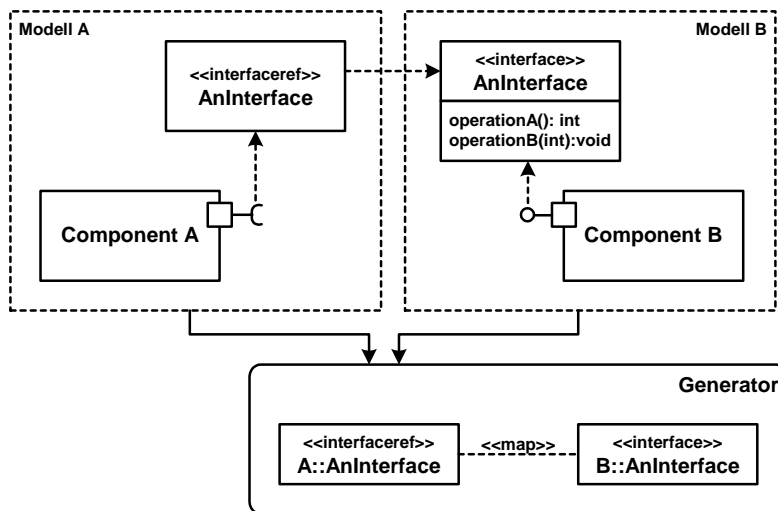 Modell A
Modell B
<<interfaceref>>
AnInterface
<<interface>>
AnInterface
operationA(): int
operationB(int):void
Component A
Component B
Generator
<<interfaceref>>
A::AnInterface
<<map>>
<<interface>>
B::AnInterface